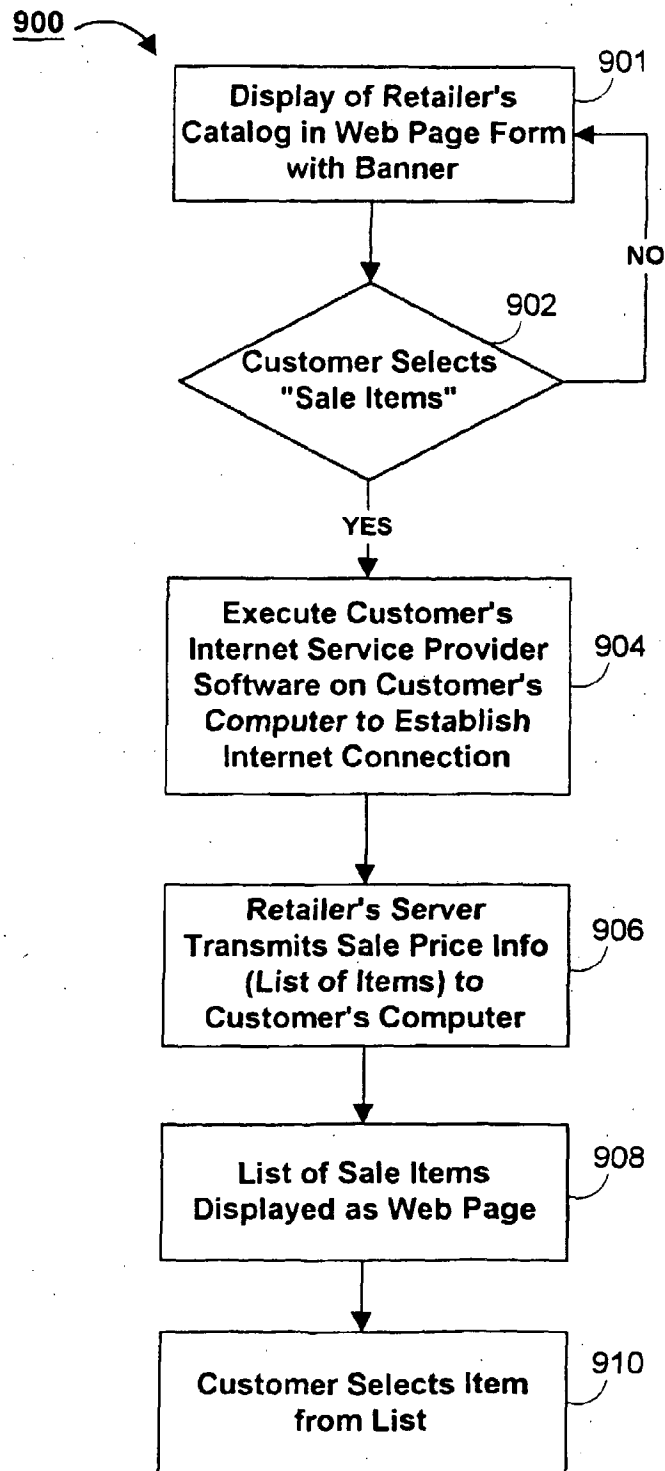 900
901
Display of Retailer's
Catalog in Web Page Form
with Banner
NO
902
Customer Selects
"Sale Items"
YES
Execute Customer's
Internet Service Provider
Software on Customer's
Computer to Establish
Internet Connection
904
Retailer's Server
Transmits Sale Price Info
(List of Items) to
Customer's Computer
906
List of Sale Items
Displayed as Web Page
908
Customer Selects Item
from List
910